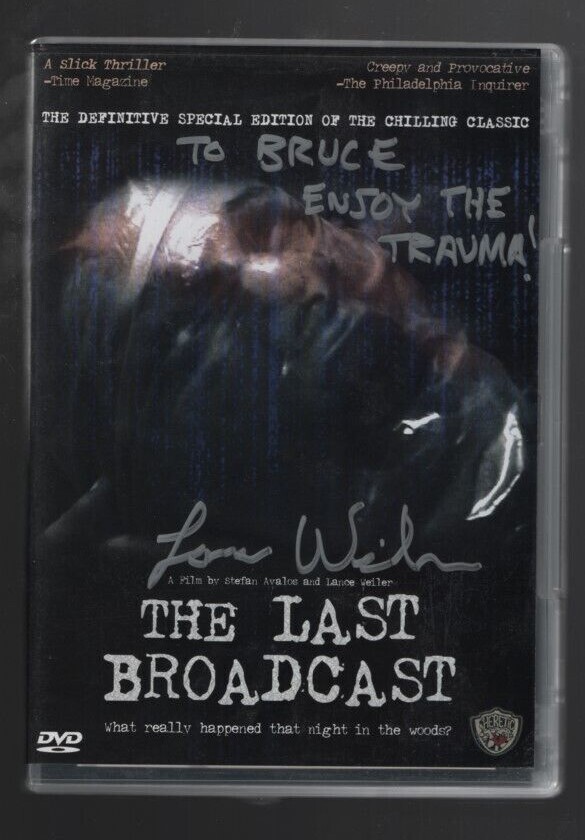 A Slick Thriller
-Time Magazine
Creepy and Provocative
-The Philadelphia Inquirer
THE DEFINITIVE SPECIAL EDITION OF THE CHILLING CLASSIC
TO BRUCE
ENJOY THE
TRAUMA!
Lance Weiler
A Film by Stefan Avalos and Lance Weiler
THE LAST
BROADCAST
What really happened that night in the woods?
DVD
HERETIC